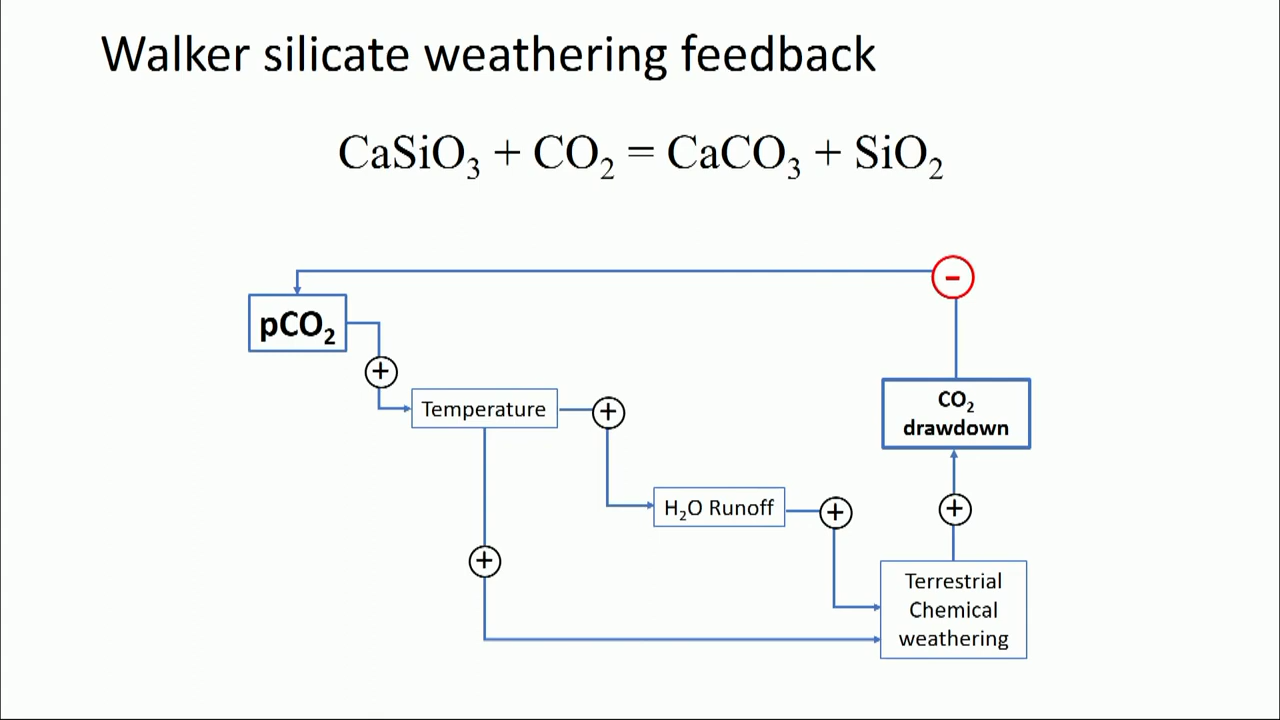 Walker silicate weathering feedback
CaSiO₃ + CO₂ = CaCO₃ + SiO₂
−
pCO₂
+
Temperature
+
CO₂
drawdown
H₂O Runoff
+
+
+
Terrestrial
Chemical
weathering